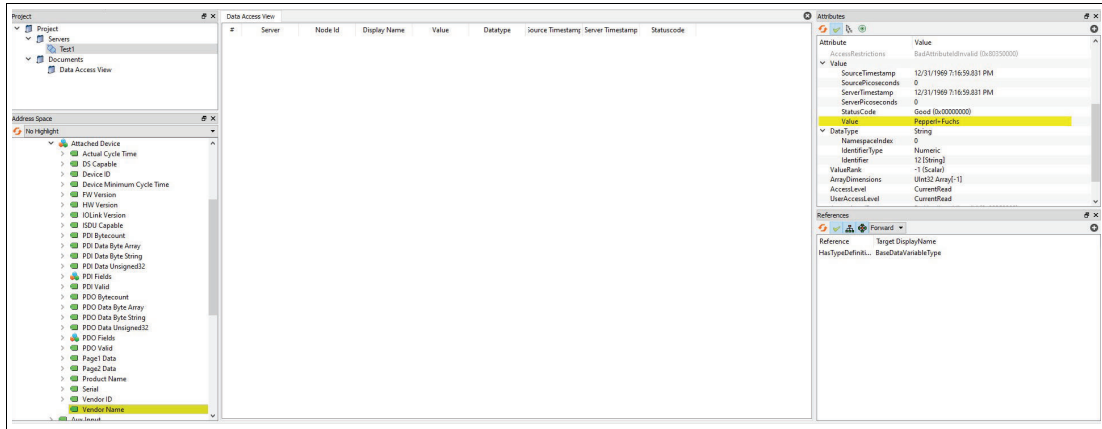 Project
Project
Servers
Test1
Documents
Data Access View
Address Space
No Highlight
Attached Device
Actual Cycle Time
DS Capable
Device ID
Device Minimum Cycle Time
FW Version
HW Version
IOLink Version
ISDU Capable
PDI Bytecount
PDI Data Byte Array
PDI Data Byte String
PDI Data Unsigned32
PDI Fields
PDI Valid
PDO Bytecount
PDO Data Byte Array
PDO Data Byte String
PDO Data Unsigned32
PDO Fields
PDO Valid
Page1 Data
Page2 Data
Product Name
Serial
Vendor ID
Vendor Name
Aux Input
Data Access View
# Server Node Id Display Name Value Datatype Source Timestamp Server Timestamp Statuscode
Attributes
Attribute Value
AccessRestrictions BadAttributeIdInvalid (0x80350000)
Value
SourceTimestamp 12/31/1969 7:16:59.831 PM
SourcePicoseconds 0
ServerTimestamp 12/31/1969 7:16:59.831 PM
ServerPicoseconds 0
StatusCode Good (0x00000000)
Value Pepperl+Fuchs
DataType String
NamespaceIndex 0
IdentifierType Numeric
Identifier 12 [String]
ValueRank -1 (Scalar)
ArrayDimensions UInt32 Array[-1]
AccessLevel CurrentRead
UserAccessLevel CurrentRead
References
Forward
Reference Target DisplayName
HasTypeDefiniti... BaseDataVariableType